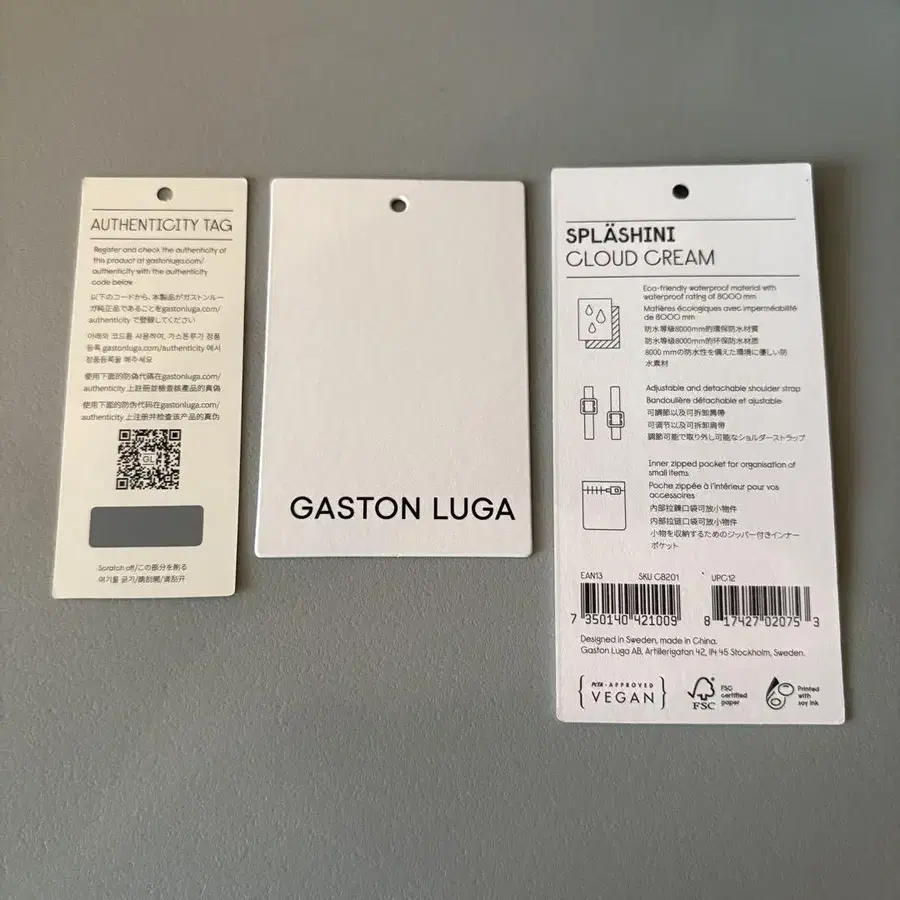 AUTHENTICITY TAG
Register and check the authenticity of
this product at gastonluga.com/
authenticity with the authenticity
code below
以下のコードから、本製品がガストンルー
ガ純正品であることをgastonluga.com/
authenticity で登録してください
아래의 코드를 사용하여, 가스톤루가 정품
등록 gastonluga.com/authenticity 에서
정품등록을 해주세요
使用下面的防偽代碼在gastonluga.com/
authenticity 上註冊並檢查該產品的真偽
使用下面的防伪代码在gastonluga.com/
authenticity 上注册并检查该产品的真伪
GL
Scratch off/この部分を削る
여기를 긁기/請刮開/请刮开
GASTON LUGA
SPLÄSHINI
CLOUD CREAM
Eco-friendly waterproof material with
waterproof rating of 8000 mm
Matières écologiques avec imperméabilité
de 8000 mm
防水等級8000mm的環保防水材質
防水等级8000mm的环保防水材质
8000 mmの防水性を備えた環境に優しい防
水素材
Adjustable and detachable shoulder strap
Bandoulière détachable et ajustable
可調節以及可拆卸肩帶
可调节以及可拆卸肩带
調節可能で取り外し可能なショルダーストラップ
Inner zipped pocket for organisation of
small items
Poche zippée à l'intérieur pour vos
accessoires
內部拉鍊口袋可放小物件
内部拉链口袋可放小物件
小物を収納するためのジッパー付きインナー
ポケット
EAN13 SKU GB201 UPC12
7 350140 421009 8 17427 02075 3
Designed in Sweden, made in China.
Gaston Luga AB, Artillerigatan 42, 114 45 Stockholm, Sweden.
PETA-APPROVED
VEGAN
FSC
FSC
certified
paper
Printed
with
soy ink